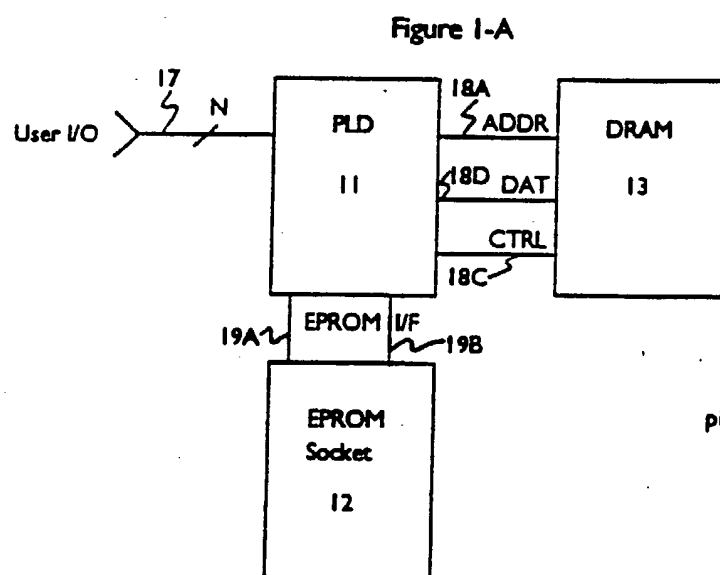 Figure 1-A
17
N
User I/O
PLD
11
18A
ADDR
18D
DAT
CTRL
18C
DRAM
13
19A
EPROM I/F
19B
EPROM
Socket
12